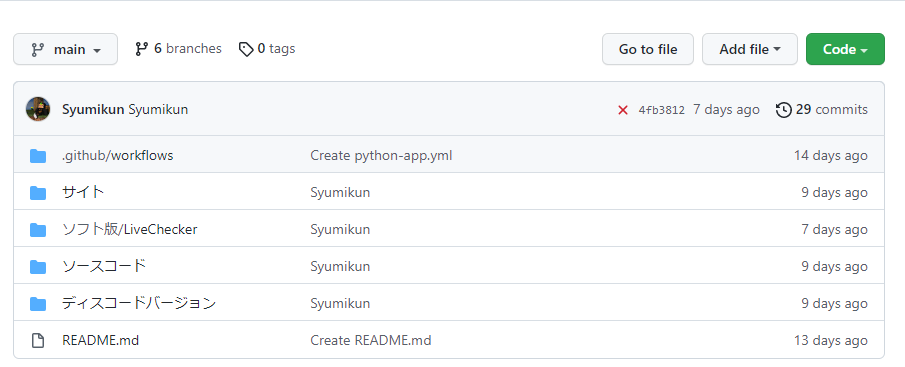 main 6 branches 0 tags Go to file Add file Code
Syumikun Syumikun 4fb3812 7 days ago 29 commits
.github/workflows Create python-app.yml 14 days ago
サイト Syumikun 9 days ago
ソフト版/LiveChecker Syumikun 7 days ago
ソースコード Syumikun 9 days ago
ディスコードバージョン Syumikun 9 days ago
README.md Create README.md 13 days ago